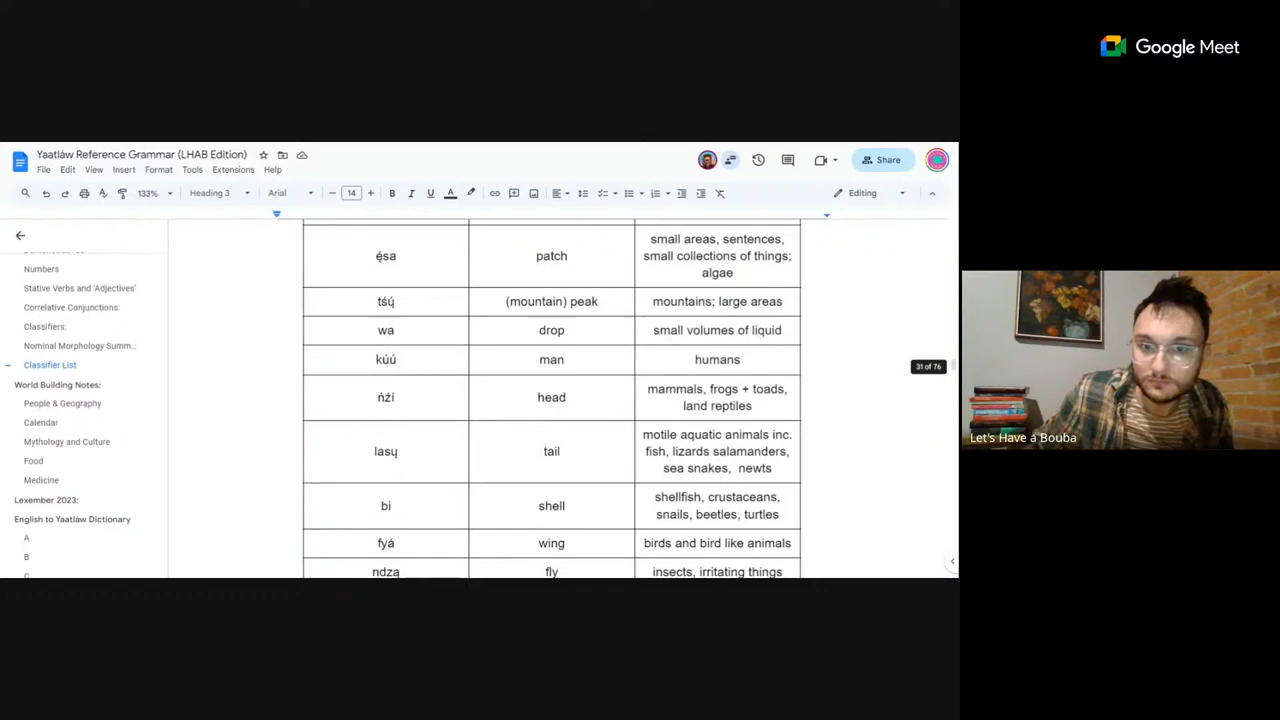 Google Meet
Yaatláw Reference Grammar (LHAB Edition)
File Edit View Insert Format Tools Extensions Help
Share
133% Heading 3 Arial 14 Editing
Numbers
Stative Verbs and 'Adjectives'
Correlative Conjunctions:
Classifiers:
Nominal Morphology Summ...
Classifier List
World Building Notes:
People & Geography
Calendar
Mythology and Culture
Food
Medicine
Lexember 2023:
English to Yaatláw Dictionary
A
B
C
ę́sa patch small areas, sentences,
small collections of things;
algae
tśų́ (mountain) peak mountains; large areas
wa drop small volumes of liquid
kúú man humans
ńźí head mammals, frogs + toads,
land reptiles
lasų tail motile aquatic animals inc.
fish, lizards salamanders,
sea snakes, newts
bi shell shellfish, crustaceans,
snails, beetles, turtles
fyá wing birds and bird like animals
ndzą fly insects, irritating things
31 of 76
Let's Have a Bouba